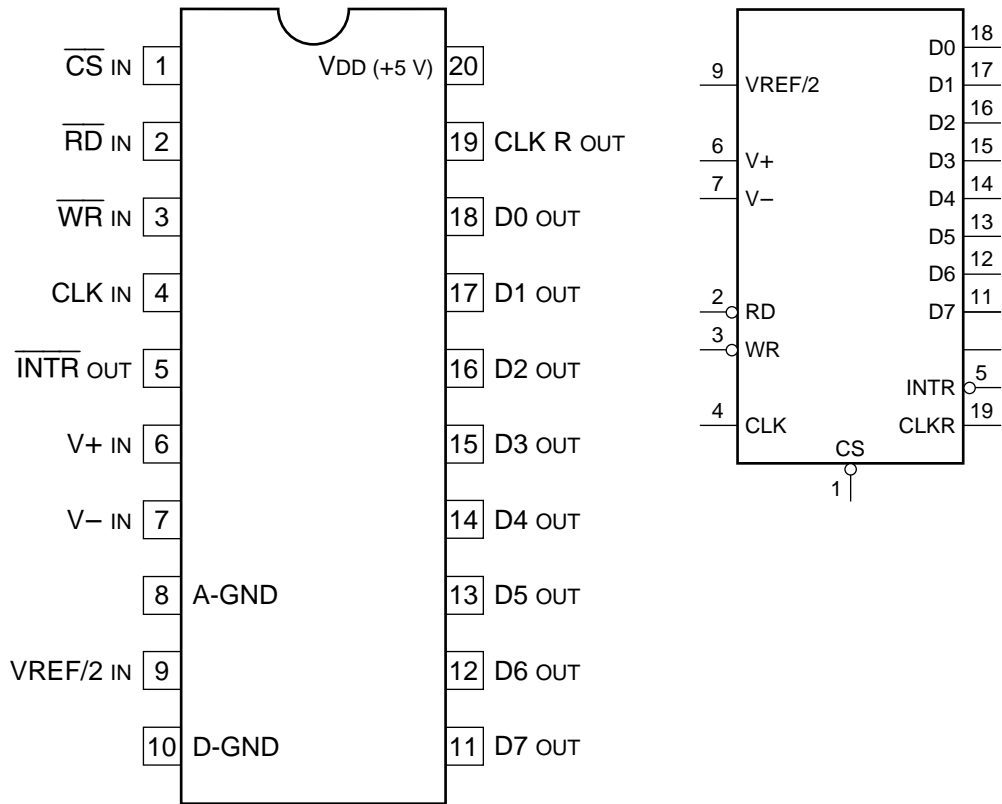 CS IN 1
RD IN 2
WR IN 3
CLK IN 4
INTR OUT 5
V+ IN 6
V− IN 7
8 A-GND
VREF/2 IN 9
10 D-GND
VDD (+5 V) 20
19 CLK R OUT
18 D0 OUT
17 D1 OUT
16 D2 OUT
15 D3 OUT
14 D4 OUT
13 D5 OUT
12 D6 OUT
11 D7 OUT
9 VREF/2
6 V+
7 V−
2 RD
3 WR
4 CLK
D0 18
D1 17
D2 16
D3 15
D4 14
D5 13
D6 12
D7 11
INTR 5
CLKR 19
CS
1